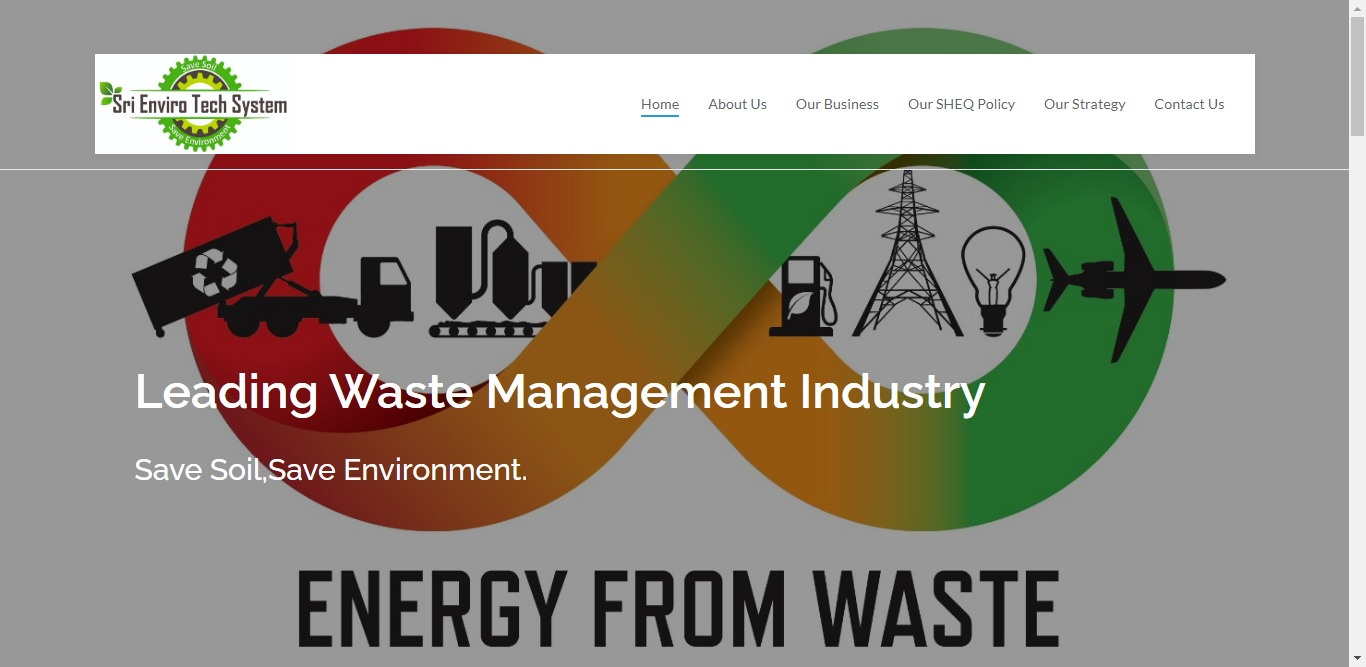 Save Soil
Sri Enviro Tech System
Save Environment
Home
About Us
Our Business
Our SHEQ Policy
Our Strategy
Contact Us
Leading Waste Management Industry
Save Soil,Save Environment.
ENERGY FROM WASTE